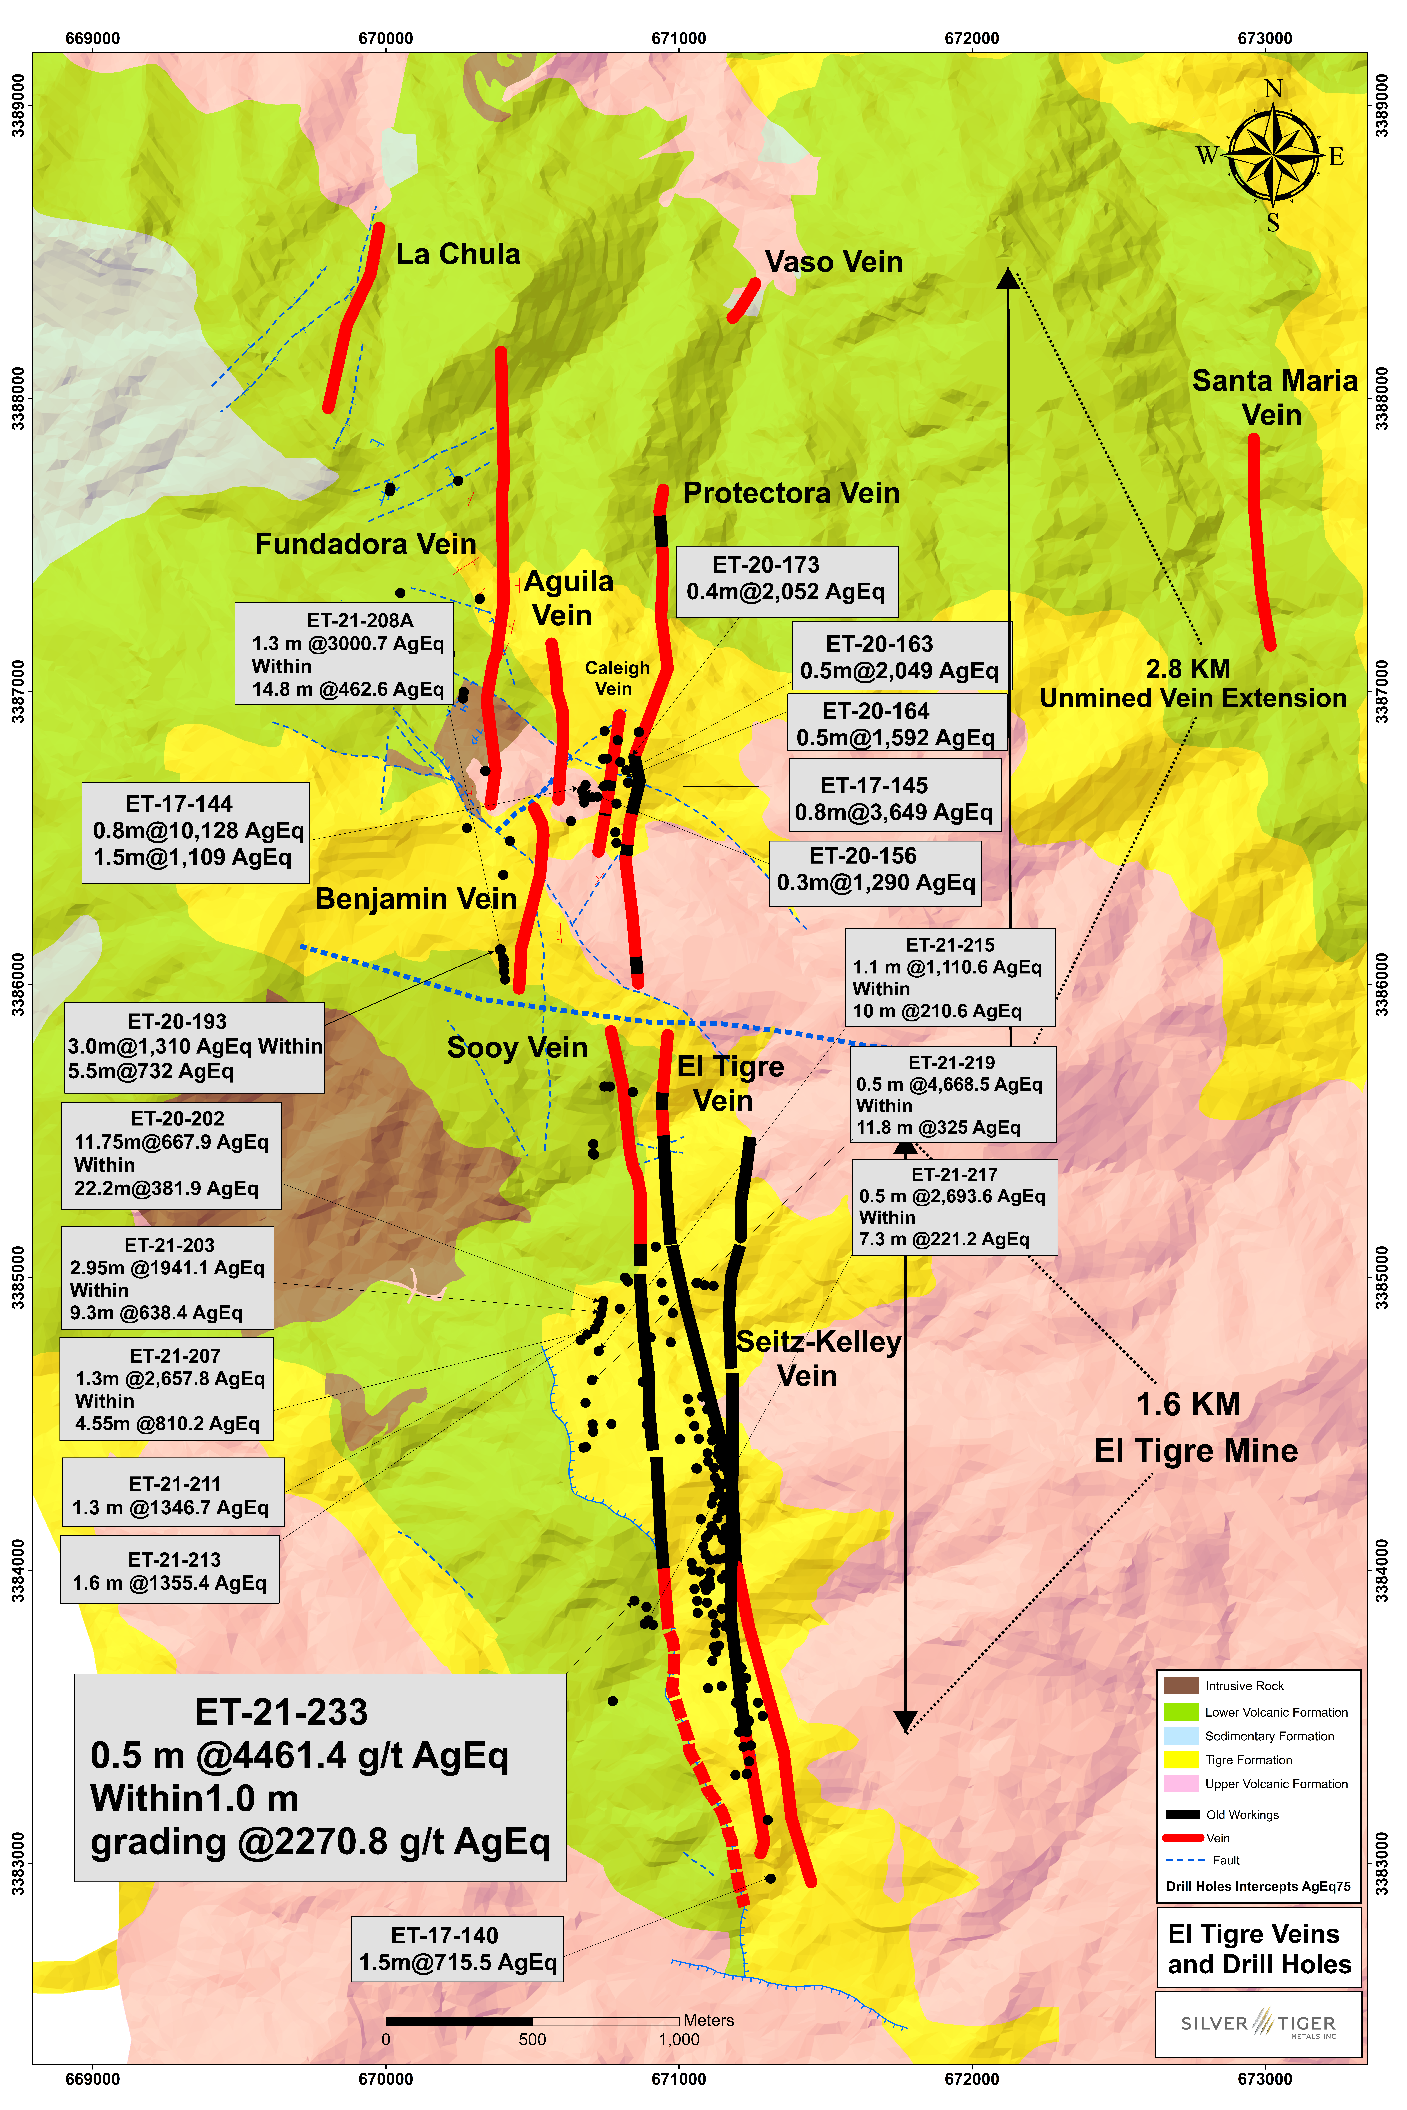 669000
670000
671000
672000
673000
3389000
3389000
N
W
E
S
La Chula
Vaso Vein
3388000
3388000
Santa Maria
Vein
Protectora Vein
Fundadora Vein
Aguila
Vein
ET-20-173
0.4m@2,052 AgEq
ET-21-208A
1.3 m @3000.7 AgEq
Within
14.8 m @462.6 AgEq
Caleigh
Vein
ET-20-163
0.5m@2,049 AgEq
2.8 KM
Unmined Vein Extension
3387000
3387000
ET-20-164
0.5m@1,592 AgEq
ET-17-145
0.8m@3,649 AgEq
ET-17-144
0.8m@10,128 AgEq
1.5m@1,109 AgEq
ET-20-156
0.3m@1,290 AgEq
Benjamin Vein
ET-21-215
1.1 m @1,110.6 AgEq
Within
10 m @210.6 AgEq
3386000
3386000
ET-20-193
3.0m@1,310 AgEq Within
5.5m@732 AgEq
Sooy Vein
El Tigre
Vein
ET-21-219
0.5 m @4,668.5 AgEq
Within
11.8 m @325 AgEq
ET-20-202
11.75m@667.9 AgEq
Within
22.2m@381.9 AgEq
ET-21-217
0.5 m @2,693.6 AgEq
Within
7.3 m @221.2 AgEq
ET-21-203
2.95m @1941.1 AgEq
Within
9.3m @638.4 AgEq
3385000
3385000
Seitz-Kelley
Vein
ET-21-207
1.3m @2,657.8 AgEq
Within
4.55m @810.2 AgEq
1.6 KM
El Tigre Mine
ET-21-211
1.3 m @1346.7 AgEq
ET-21-213
1.6 m @1355.4 AgEq
3384000
3384000
ET-21-233
0.5 m @4461.4 g/t AgEq
Within1.0 m
grading @2270.8 g/t AgEq
Intrusive Rock
Lower Volcanic Formation
Sedimentary Formation
Tigre Formation
Upper Volcanic Formation
Old Workings
Vein
Fault
Drill Holes Intercepts AgEq75
3383000
3383000
ET-17-140
1.5m@715.5 AgEq
El Tigre Veins
and Drill Holes
SILVER TIGER
METALS INC
Meters
0
500
1,000
669000
670000
671000
672000
673000